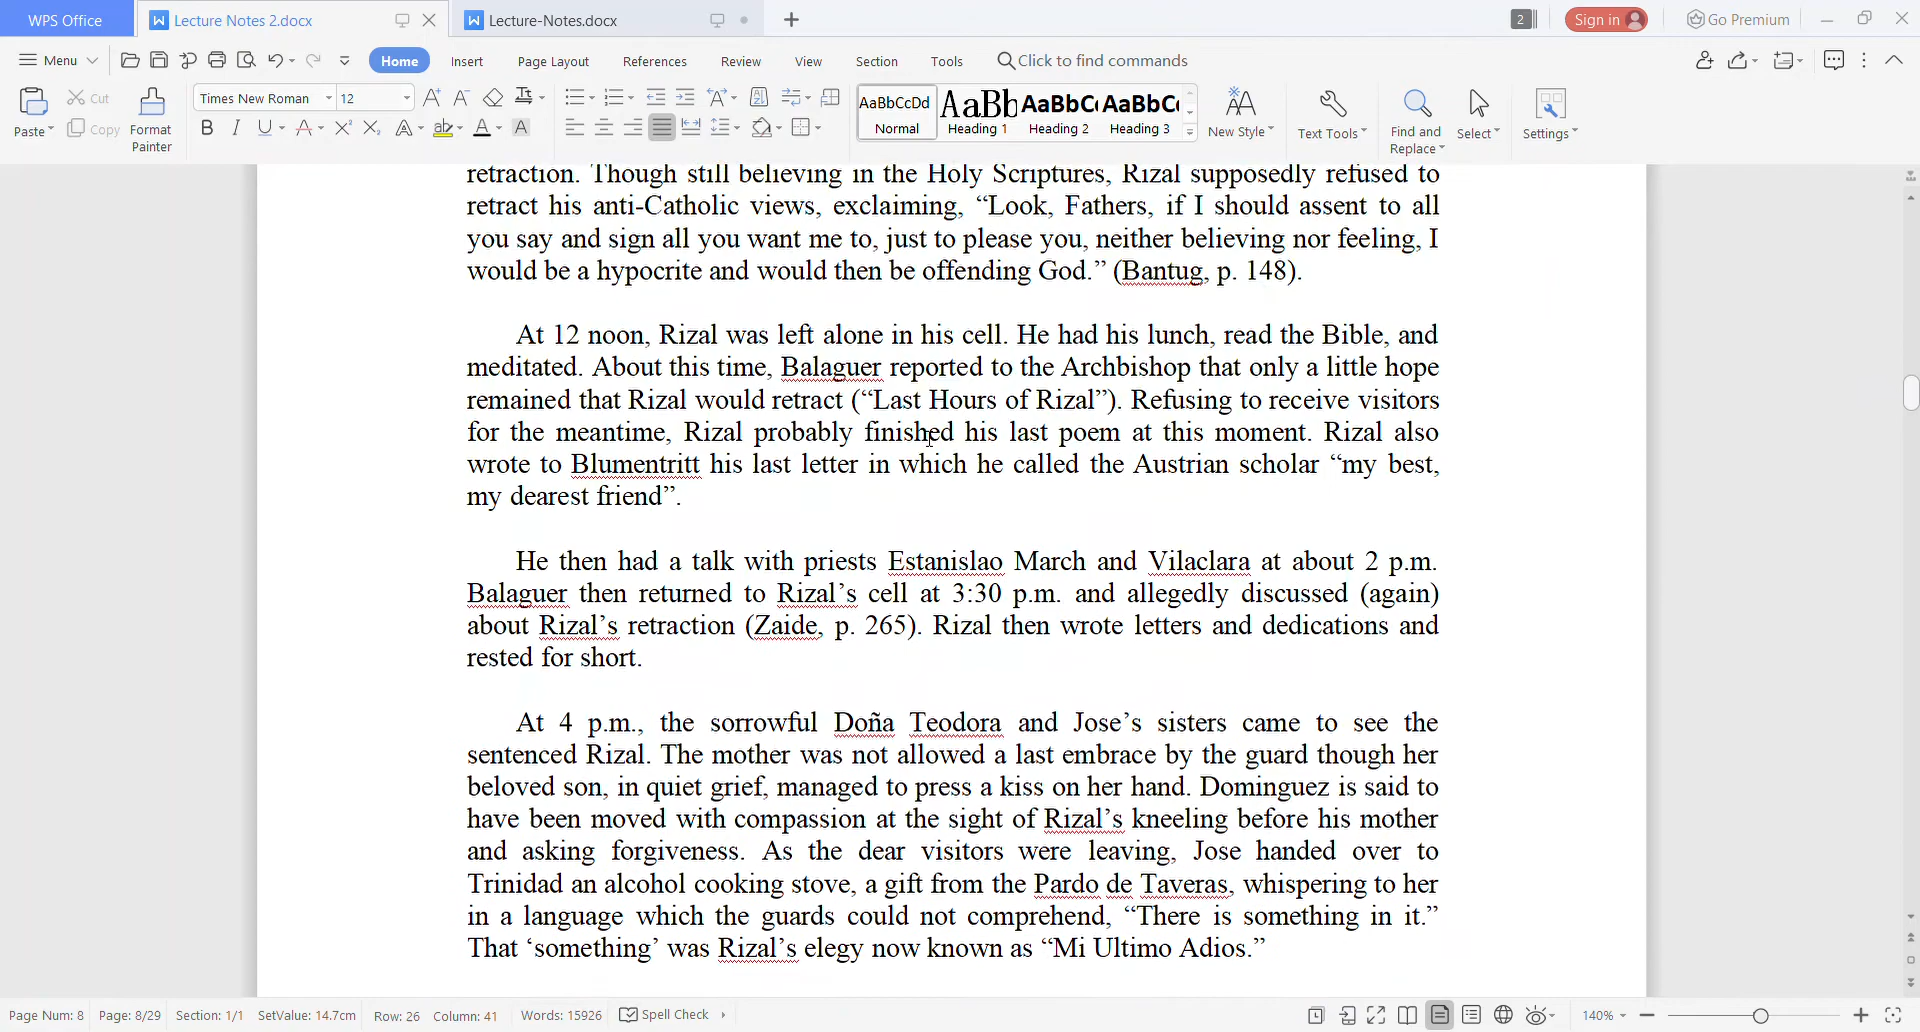 WPS Office
Lecture Notes 2.docx
Lecture-Notes.docx
2
Sign in
Go Premium
Menu
Home
Insert
Page Layout
References
Review
View
Section
Tools
Click to find commands
Paste
Cut
Copy
Format Painter
Times New Roman
12
AaBbCcDd
Normal
AaBb
Heading 1
AaBbC
Heading 2
AaBbC
Heading 3
New Style
Text Tools
Find and Replace
Select
Settings
retraction. Though still believing in the Holy Scriptures, Rizal supposedly refused to
retract his anti-Catholic views, exclaiming, “Look, Fathers, if I should assent to all
you say and sign all you want me to, just to please you, neither believing nor feeling, I
would be a hypocrite and would then be offending God.” (Bantug, p. 148).
At 12 noon, Rizal was left alone in his cell. He had his lunch, read the Bible, and
meditated. About this time, Balaguer reported to the Archbishop that only a little hope
remained that Rizal would retract (“Last Hours of Rizal”). Refusing to receive visitors
for the meantime, Rizal probably finished his last poem at this moment. Rizal also
wrote to Blumentritt his last letter in which he called the Austrian scholar “my best,
my dearest friend”.
He then had a talk with priests Estanislao March and Vilaclara at about 2 p.m.
Balaguer then returned to Rizal’s cell at 3:30 p.m. and allegedly discussed (again)
about Rizal’s retraction (Zaide, p. 265). Rizal then wrote letters and dedications and
rested for short.
At 4 p.m., the sorrowful Doña Teodora and Jose’s sisters came to see the
sentenced Rizal. The mother was not allowed a last embrace by the guard though her
beloved son, in quiet grief, managed to press a kiss on her hand. Dominguez is said to
have been moved with compassion at the sight of Rizal’s kneeling before his mother
and asking forgiveness. As the dear visitors were leaving, Jose handed over to
Trinidad an alcohol cooking stove, a gift from the Pardo de Taveras, whispering to her
in a language which the guards could not comprehend, “There is something in it.”
That ‘something’ was Rizal’s elegy now known as “Mi Ultimo Adios.”
Page Num: 8
Page: 8/29
Section: 1/1
SetValue: 14.7cm
Row: 26
Column: 41
Words: 15926
Spell Check
140%